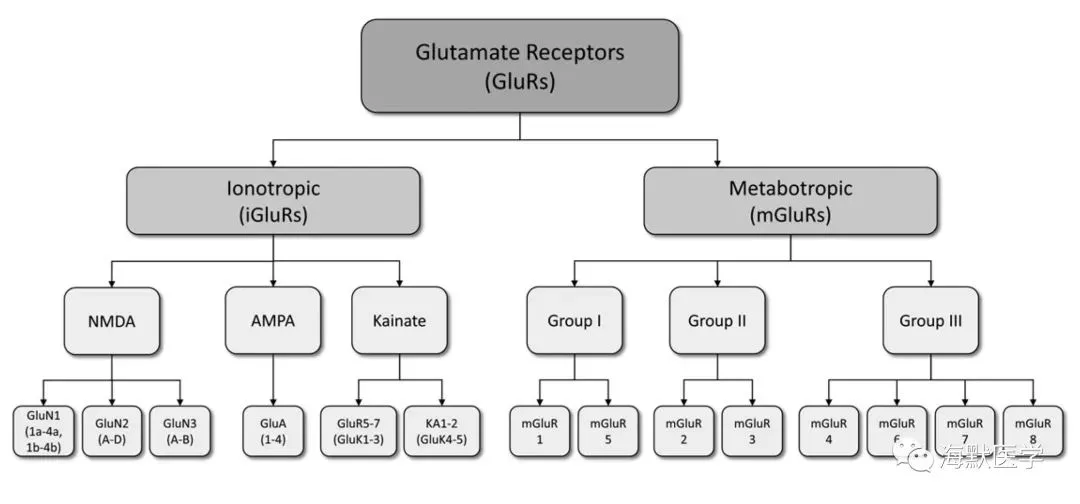 Glutamate Receptors
(GluRs)
Ionotropic
(iGluRs)
Metabotropic
(mGluRs)
NMDA
AMPA
Kainate
Group I
Group II
Group III
GluN1
(1a-4a,
1b-4b)
GluN2
(A-D)
GluN3
(A-B)
GluA
(1-4)
GluR5-7
(GluK1-3)
KA1-2
(GluK4-5)
mGluR
1
mGluR
5
mGluR
2
mGluR
3
mGluR
4
mGluR
6
mGluR
7
mGluR
8
海默医学